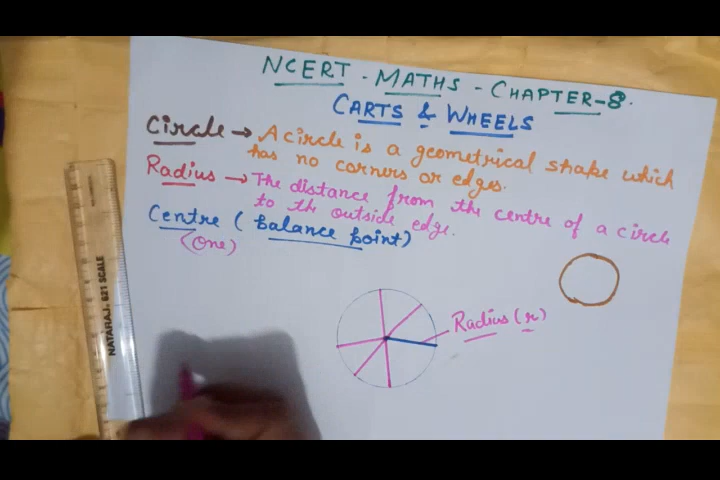 NCERT - MATHS - CHAPTER-8.
CARTS & WHEELS
Circle → A circle is a geometrical shape which
has no corners or edges.
Radius → The distance from the centre of a circle
to the outside edge.
Centre (balance point)
(One)
Radius (r)
NATARAJ. 621 SCALE